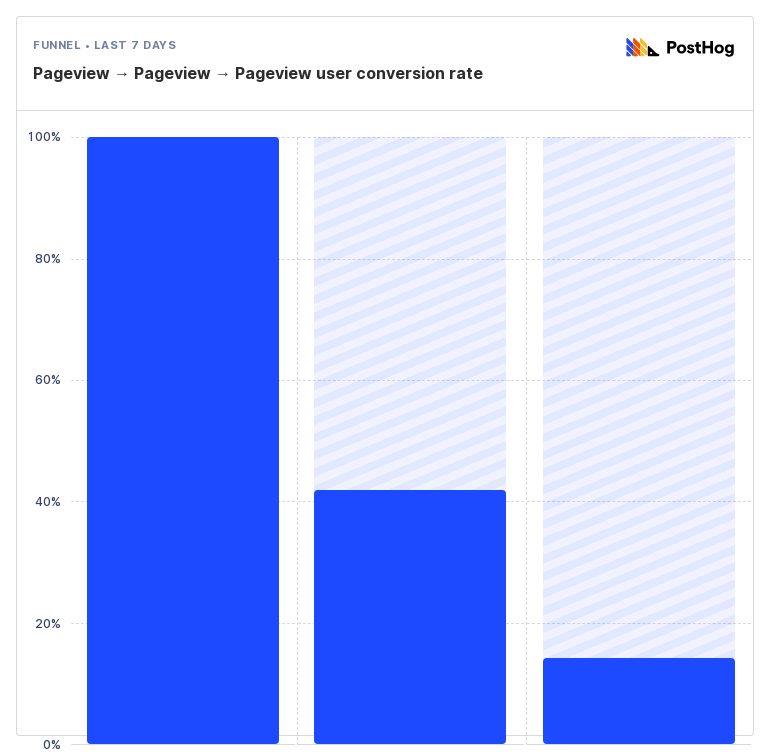 FUNNEL • LAST 7 DAYS
PostHog
Pageview → Pageview → Pageview user conversion rate
100%
80%
60%
40%
20%
0%